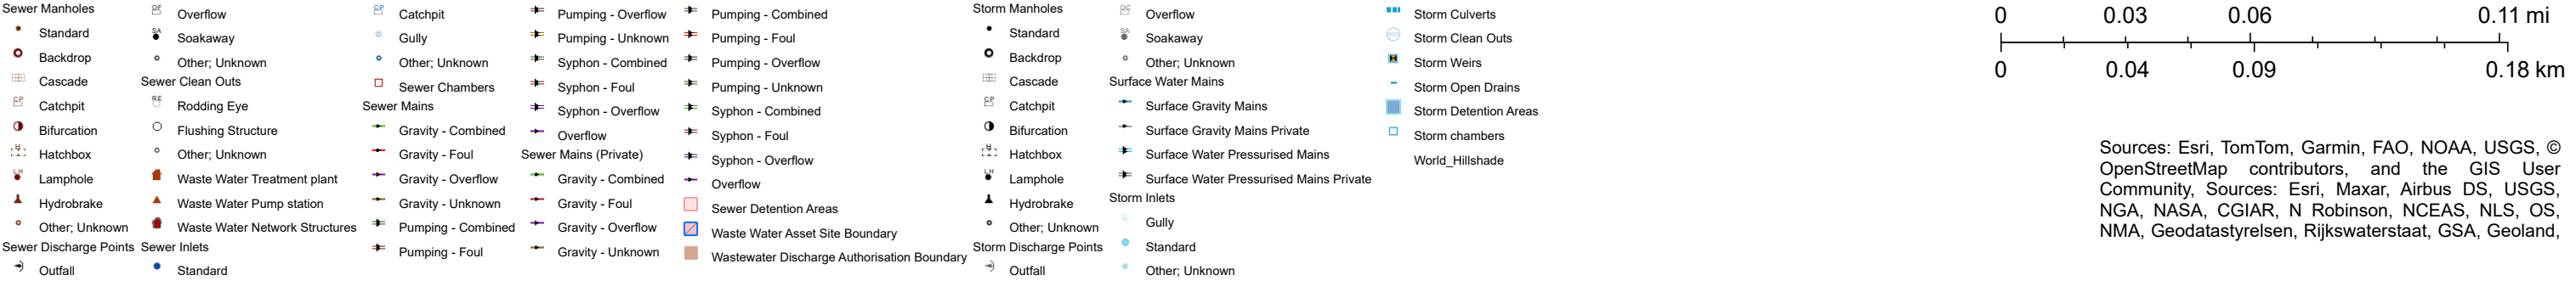 Sewer Manholes
Standard
Backdrop
Cascade
Catchpit
Bifurcation
Hatchbox
Lamphole
Hydrobrake
Other; Unknown
Sewer Discharge Points
Outfall
Overflow
Soakaway
Other; Unknown
Sewer Clean Outs
Rodding Eye
Flushing Structure
Other; Unknown
Waste Water Treatment plant
Waste Water Pump station
Waste Water Network Structures
Sewer Inlets
Standard
Catchpit
Gully
Other; Unknown
Sewer Chambers
Sewer Mains
Gravity - Combined
Gravity - Foul
Gravity - Overflow
Gravity - Unknown
Pumping - Combined
Pumping - Foul
Pumping - Overflow
Pumping - Unknown
Syphon - Combined
Syphon - Foul
Syphon - Overflow
Overflow
Sewer Mains (Private)
Gravity - Combined
Gravity - Foul
Gravity - Overflow
Gravity - Unknown
Pumping - Combined
Pumping - Foul
Pumping - Overflow
Pumping - Unknown
Syphon - Combined
Syphon - Foul
Syphon - Overflow
Overflow
Sewer Detention Areas
Waste Water Asset Site Boundary
Wastewater Discharge Authorisation Boundary
Storm Manholes
Standard
Backdrop
Cascade
Catchpit
Bifurcation
Hatchbox
Lamphole
Hydrobrake
Other; Unknown
Storm Discharge Points
Outfall
Overflow
Soakaway
Other; Unknown
Surface Water Mains
Surface Gravity Mains
Surface Gravity Mains Private
Surface Water Pressurised Mains
Surface Water Pressurised Mains Private
Storm Inlets
Gully
Standard
Other; Unknown
Storm Culverts
Storm Clean Outs
Storm Weirs
Storm Open Drains
Storm Detention Areas
Storm chambers
World_Hillshade
0 0.03 0.06 0.11 mi
0 0.04 0.09 0.18 km
Sources: Esri, TomTom, Garmin, FAO, NOAA, USGS, ©
OpenStreetMap contributors, and the GIS User
Community, Sources: Esri, Maxar, Airbus DS, USGS,
NGA, NASA, CGIAR, N Robinson, NCEAS, NLS, OS,
NMA, Geodatastyrelsen, Rijkswaterstaat, GSA, Geoland,